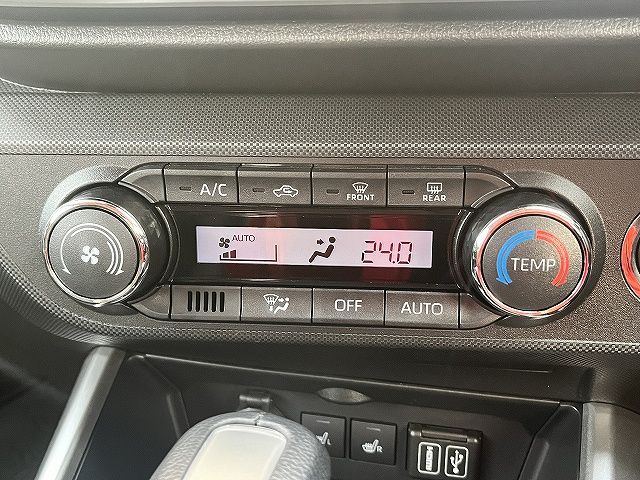 A/C
FRONT
REAR
AUTO
24.0
TEMP
OFF
AUTO
R